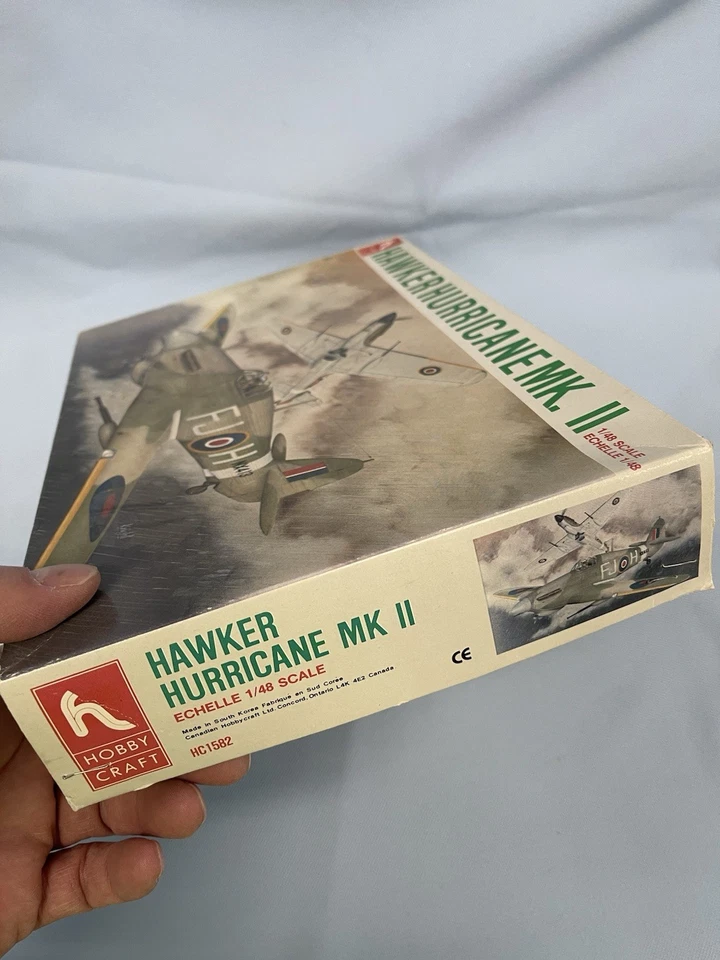 HAWKER HURRICANE MK. II
1/48 SCALE
ECHELLE 1/48
FJ H
FJ H
HAWKER
HURRICANE MK II
ECHELLE 1/48 SCALE
Made in South Korea Fabrique en Sud Coree
Canadian Hobbycraft Ltd. Concord, Ontario L4K 4E2 Canada
HC1582
CE
h
HOBBY
CRAFT